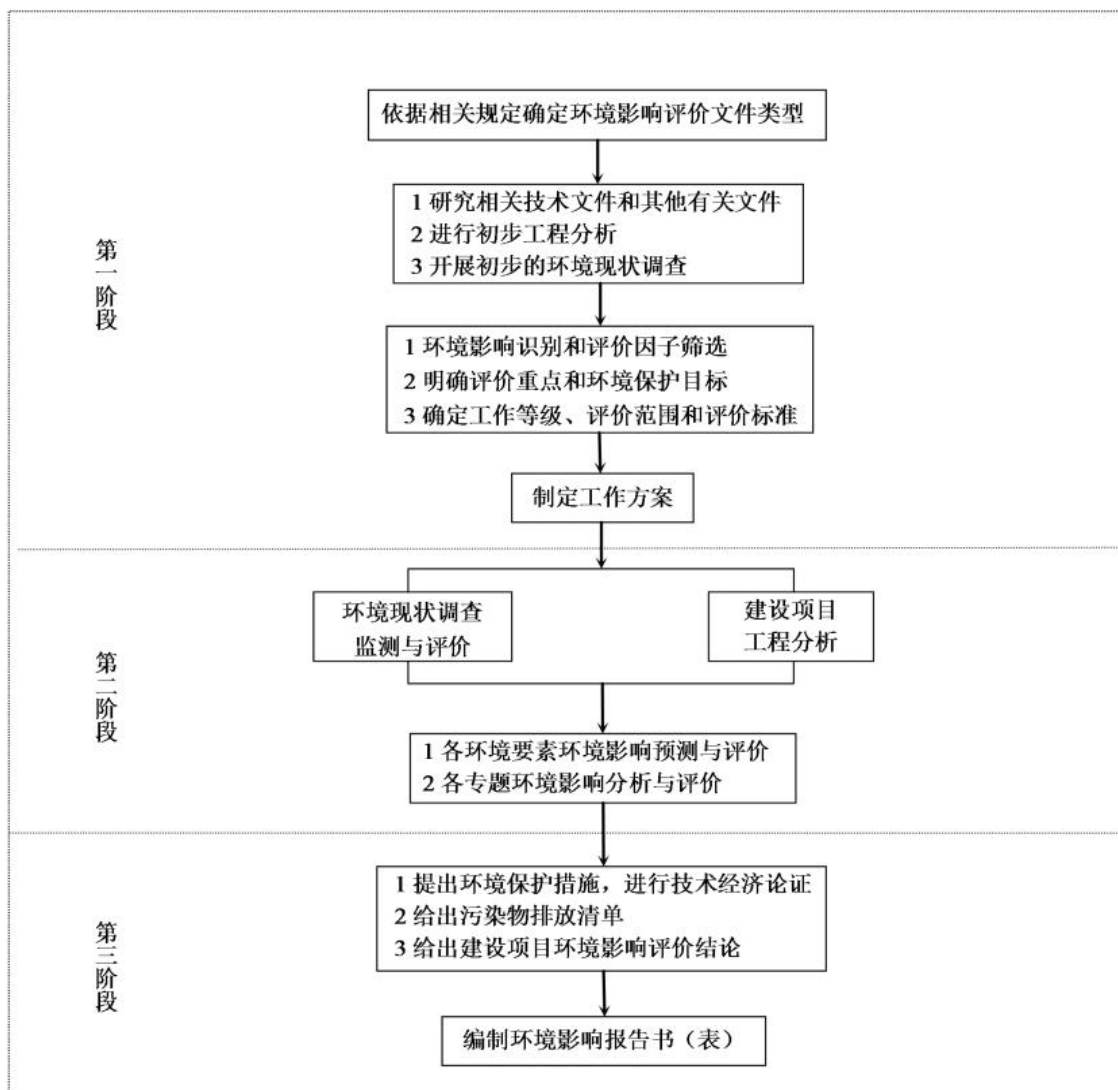 依据相关规定确定环境影响评价文件类型
1 研究相关技术文件和其他有关文件
2 进行初步工程分析
3 开展初步的环境现状调查
第一阶段
1 环境影响识别和评价因子筛选
2 明确评价重点和环境保护目标
3 确定工作等级、评价范围和评价标准
制定工作方案
环境现状调查
监测与评价
建设项目
工程分析
第二阶段
1 各环境要素环境影响预测与评价
2 各专题环境影响分析与评价
1 提出环境保护措施，进行技术经济论证
2 给出污染物排放清单
3 给出建设项目环境影响评价结论
第三阶段
编制环境影响报告书（表）